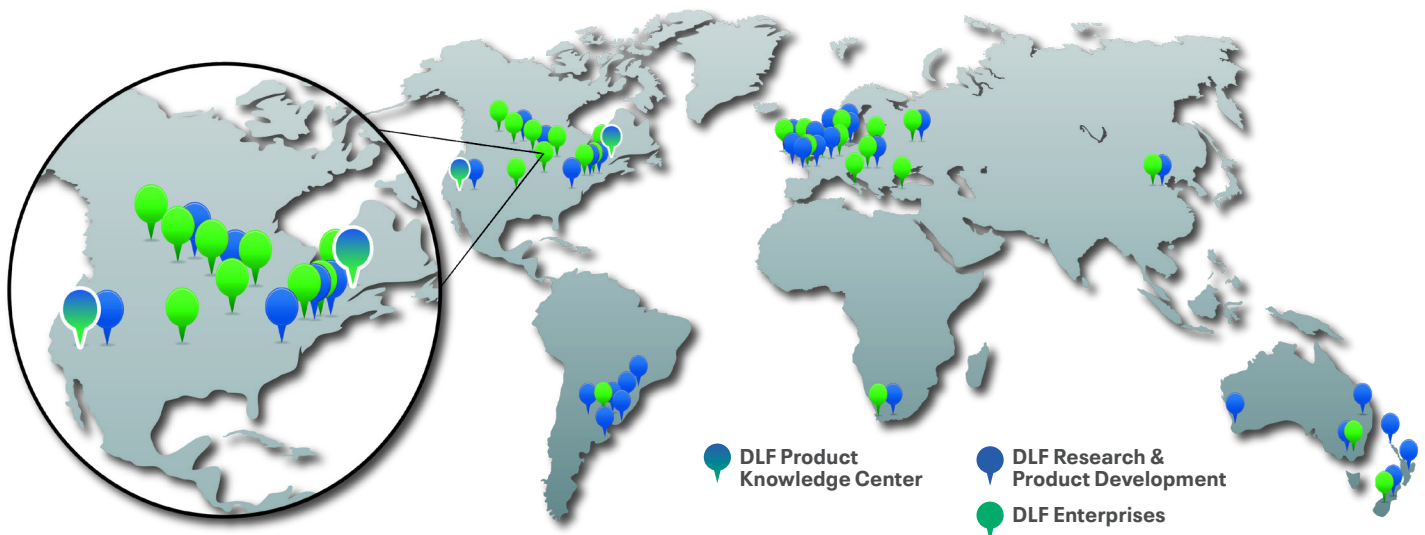 DLF Product
Knowledge Center
DLF Research &
Product Development
DLF Enterprises